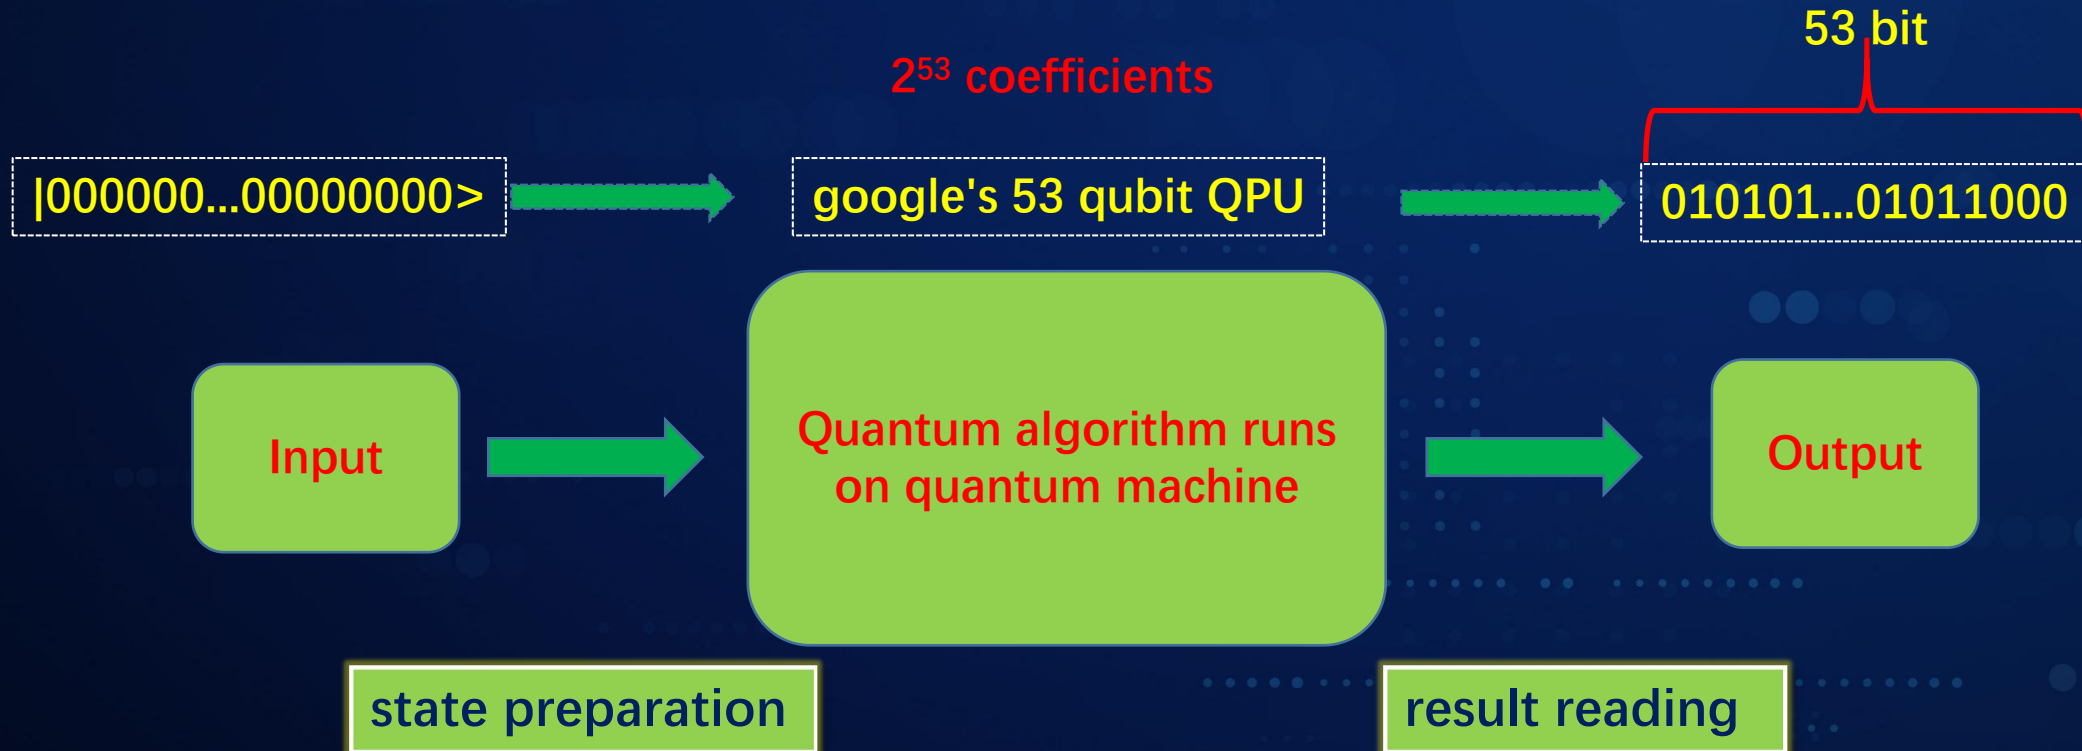 53 bit
2⁵³ coefficients
|000000...00000000>
google's 53 qubit QPU
010101...01011000
Input
Quantum algorithm runs
on quantum machine
Output
state preparation
result reading